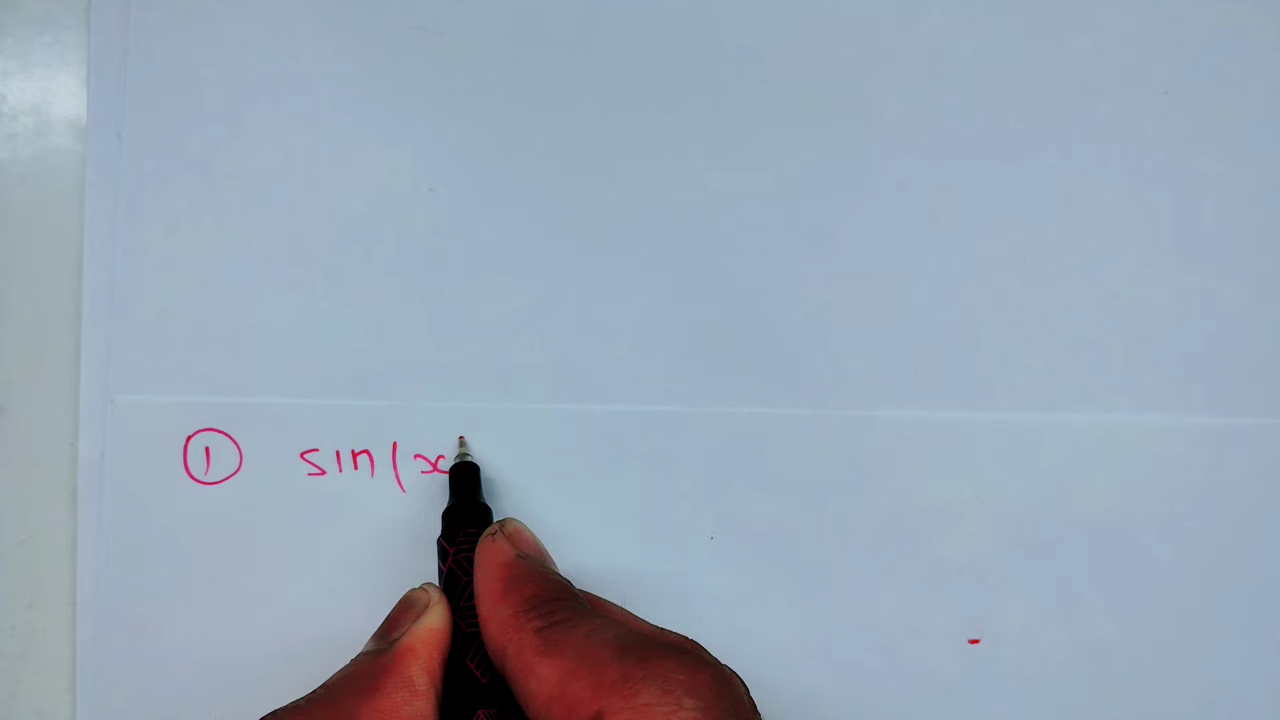 ① sin(x